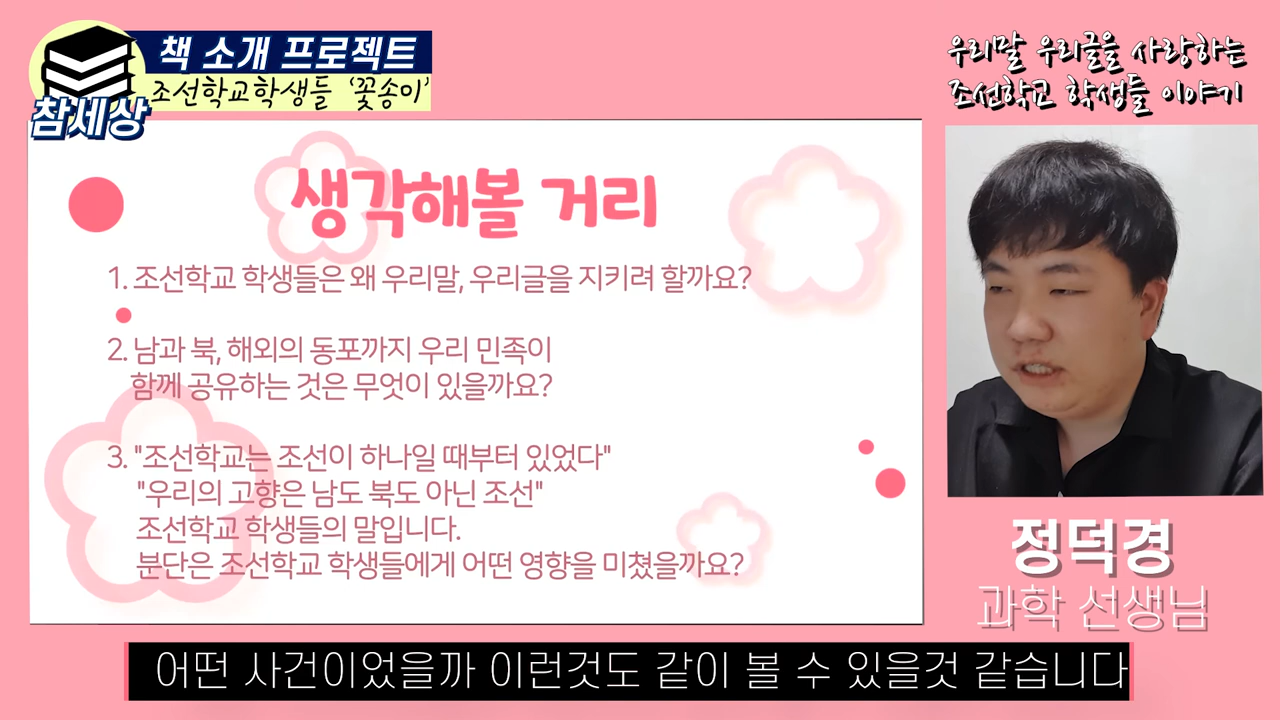 책 소개 프로젝트
조선학교학생들 '꽃송이'
참세상
우리말 우리글을 사랑하는
조선학교 학생들 이야기
생각해볼 거리
1. 조선학교 학생들은 왜 우리말, 우리글을 지키려 할까요?
2. 남과 북, 해외의 동포까지 우리 민족이
함께 공유하는 것은 무엇이 있을까요?
3. "조선학교는 조선이 하나일 때부터 있었다"
"우리의 고향은 남도 북도 아닌 조선"
조선학교 학생들의 말입니다.
분단은 조선학교 학생들에게 어떤 영향을 미쳤을까요?
정덕경
과학 선생님
어떤 사건이었을까 이런것도 같이 볼 수 있을것 같습니다